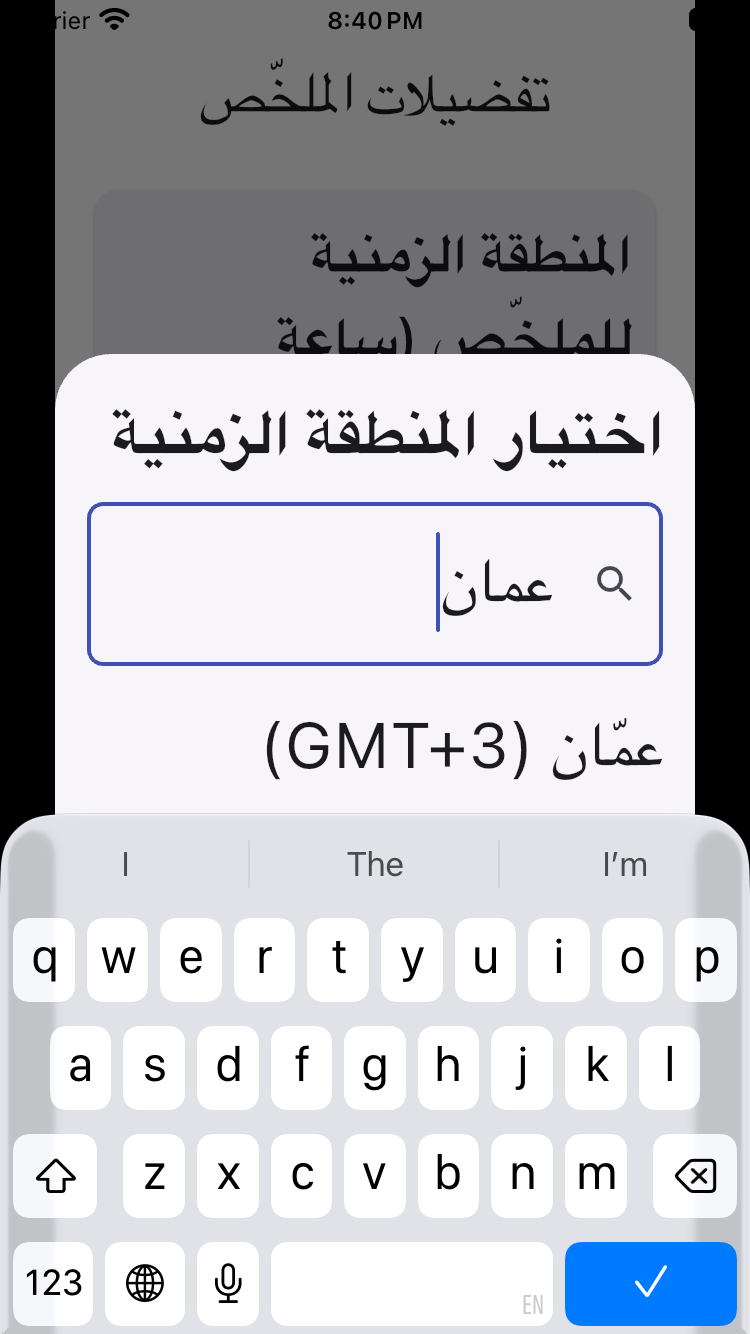 rier 8:40 PM
تفضيلات الملخّص
المنطقة الزمنية
للملخّص (ساعة
اختيار المنطقة الزمنية
عمان
عمّان (GMT+3)
I The I’m
q w e r t y u i o p
a s d f g h j k l
z x c v b n m
123 EN